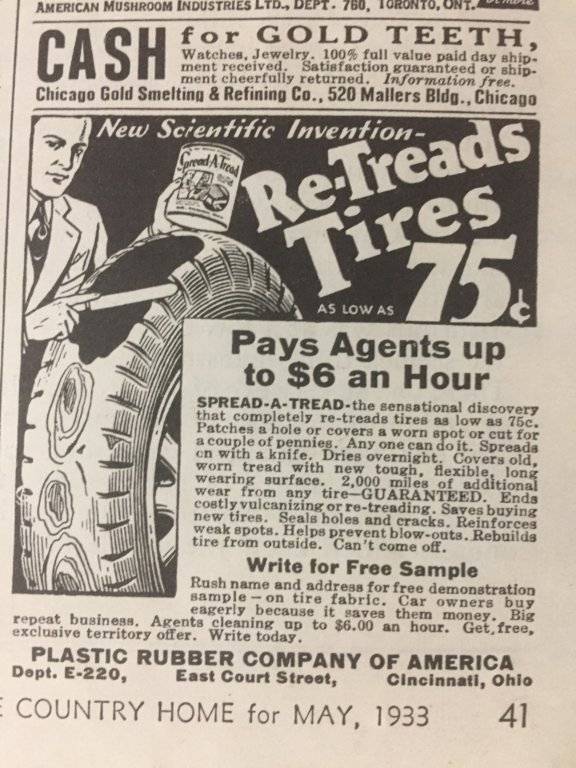 AMERICAN MUSHROOM INDUSTRIES LTD., DEPT. 760, TORONTO, ONT.
CASH for GOLD TEETH,
Watches, Jewelry. 100% full value paid day ship-
ment received. Satisfaction guaranteed or ship-
ment cheerfully returned. Information free.
Chicago Gold Smelting & Refining Co., 520 Mallers Bldg., Chicago
New Scientific Invention-
Spread-A-Tread
Re-Treads
Tires
AS LOW AS 75¢
Pays Agents up
to $6 an Hour
SPREAD-A-TREAD-the sensational discovery
that completely re-treads tires as low as 75c.
Patches a hole or covers a worn spot or cut for
a couple of pennies. Any one can do it. Spreads
on with a knife. Dries overnight. Covers old,
worn tread with new tough, flexible, long
wearing surface. 2,000 miles of additional
wear from any tire—GUARANTEED. Ends
costly vulcanizing or re-treading. Saves buying
new tires. Seals holes and cracks. Reinforces
weak spots. Helps prevent blow-outs. Rebuilds
tire from outside. Can't come off.
Write for Free Sample
Rush name and address for free demonstration
sample—on tire fabric. Car owners buy
eagerly because it saves them money. Big
repeat business. Agents cleaning up to $6.00 an hour. Get free,
exclusive territory offer. Write today.
PLASTIC RUBBER COMPANY OF AMERICA
Dept. E-220, East Court Street, Cincinnati, Ohio
COUNTRY HOME for MAY, 1933 41